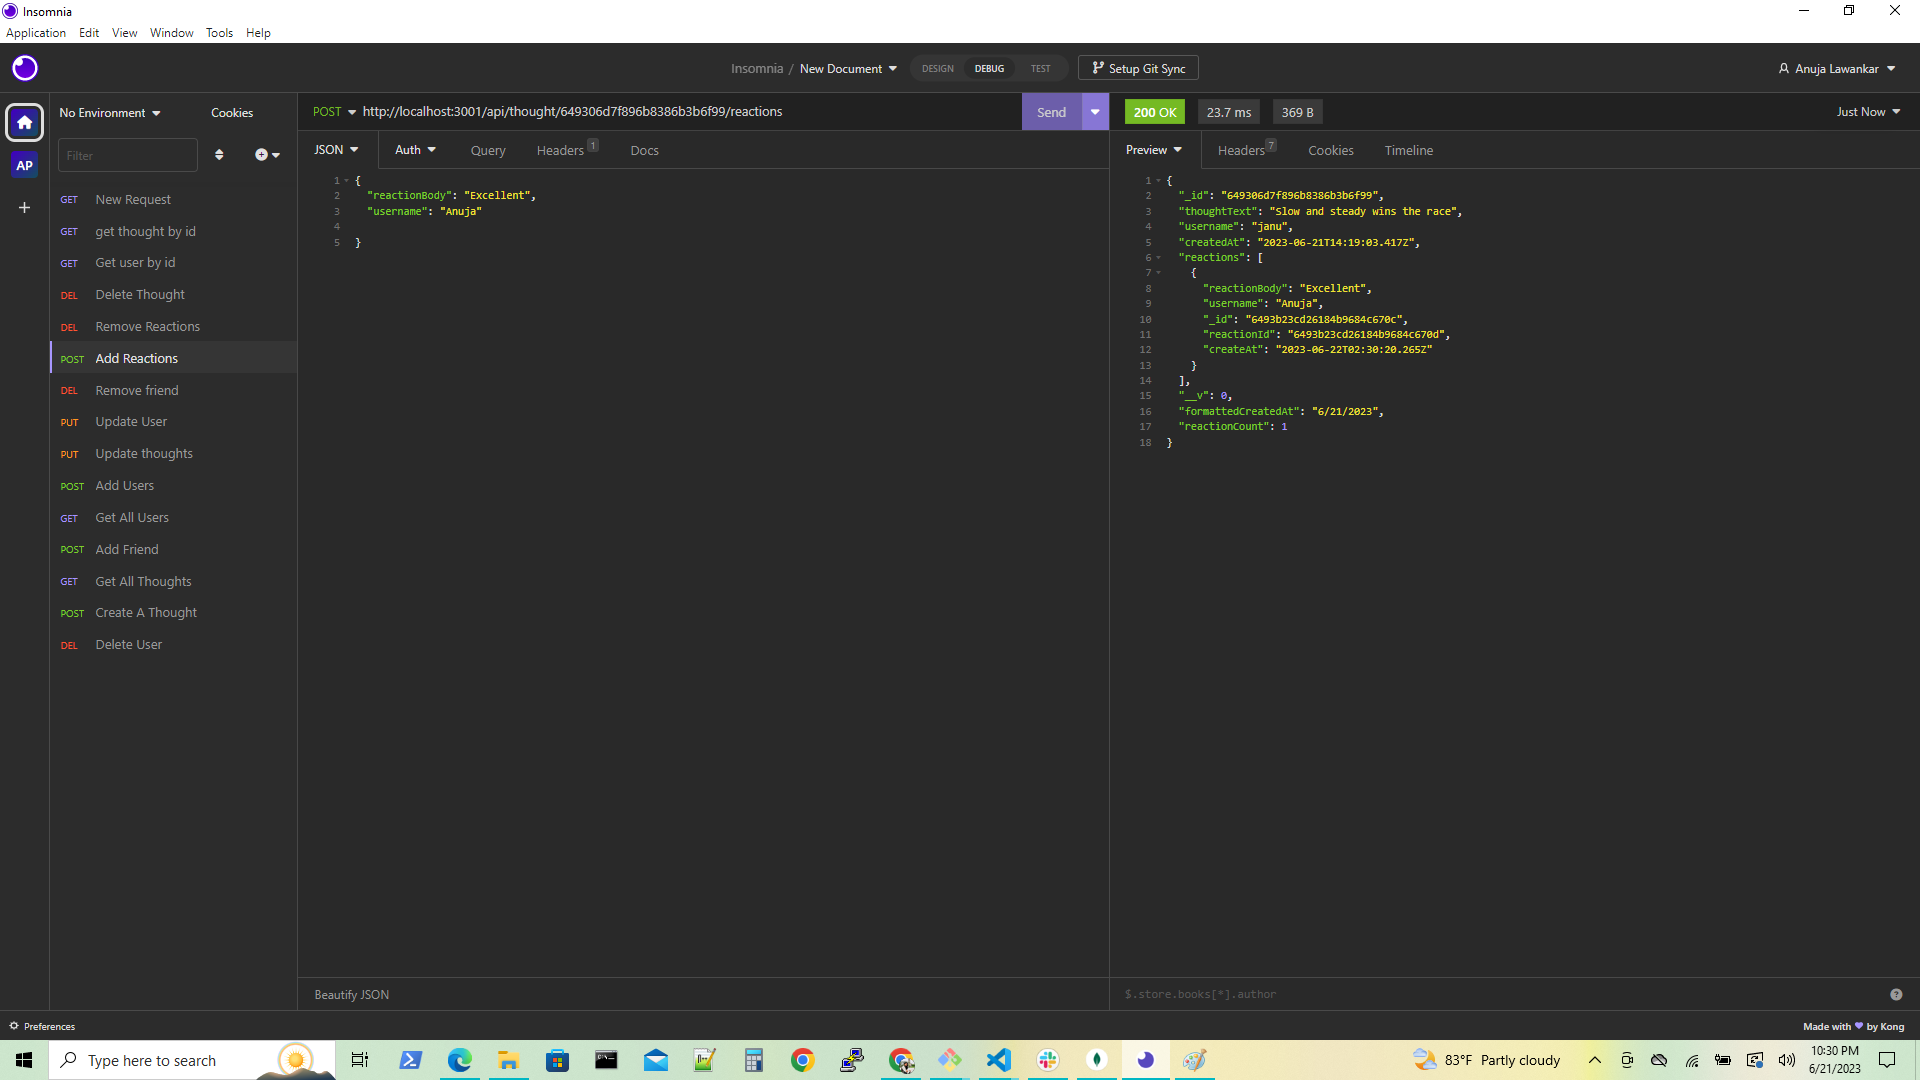 Insomnia
Application Edit View Window Tools Help
Insomnia / New Document DESIGN DEBUG TEST Setup Git Sync Anuja Lawankar
No Environment Cookies
POST http://localhost:3001/api/thought/649306d7f896b8386b3b6f99/reactions Send
200 OK 23.7 ms 369 B Just Now
Filter
AP
JSON Auth Query Headers 1 Docs
Preview Headers 7 Cookies Timeline
GET New Request
GET get thought by id
GET Get user by id
DEL Delete Thought
DEL Remove Reactions
POST Add Reactions
DEL Remove friend
PUT Update User
PUT Update thoughts
POST Add Users
GET Get All Users
POST Add Friend
GET Get All Thoughts
POST Create A Thought
DEL Delete User
1 {
2 "reactionBody": "Excellent",
3 "username": "Anuja"
4
5 }
1 {
2 "_id": "649306d7f896b8386b3b6f99",
3 "thoughtText": "Slow and steady wins the race",
4 "username": "janu",
5 "createdAt": "2023-06-21T14:19:03.417Z",
6 "reactions": [
7 {
8 "reactionBody": "Excellent",
9 "username": "Anuja",
10 "_id": "6493b23cd26184b9684c670c",
11 "reactionId": "6493b23cd26184b9684c670d",
12 "createAt": "2023-06-22T02:30:20.265Z"
13 }
14 ],
15 "__v": 0,
16 "formattedCreatedAt": "6/21/2023",
17 "reactionCount": 1
18 }
Beautify JSON
$.store.books[*].author
Preferences
Made with by Kong
Type here to search
83°F Partly cloudy
10:30 PM
6/21/2023